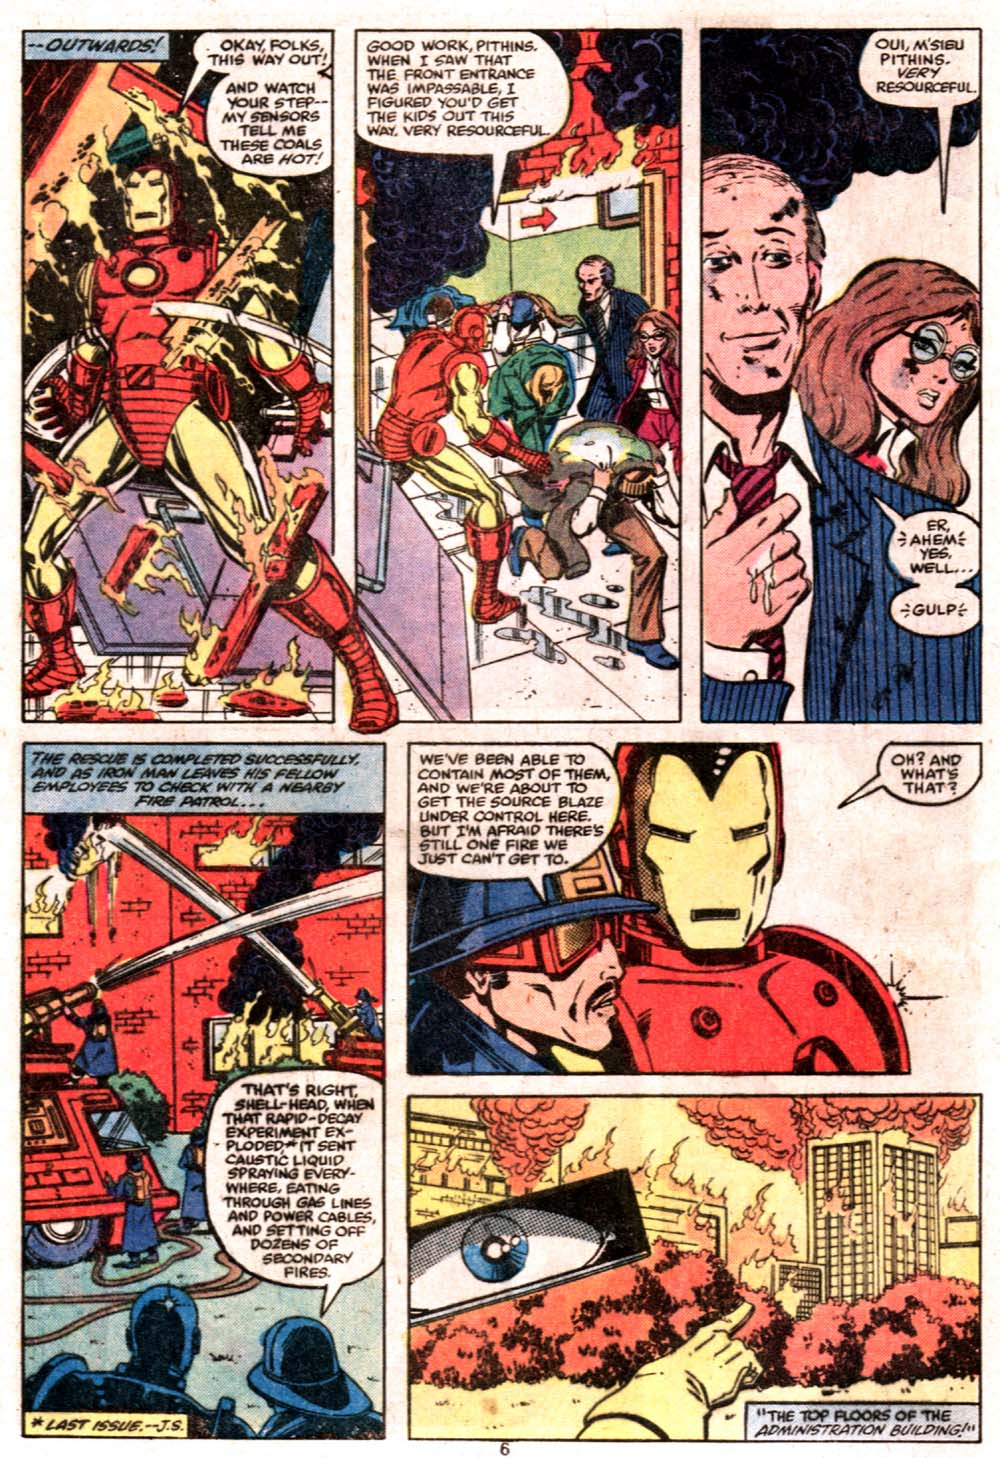 --OUTWARDS!
OKAY, FOLKS,
THIS WAY OUT!
AND WATCH
YOUR STEP--
MY SENSORS
TELL ME
THESE COALS
ARE HOT!
GOOD WORK, PITHINS.
WHEN I SAW THAT
THE FRONT ENTRANCE
WAS IMPASSABLE, I
FIGURED YOU'D GET
THE KIDS OUT THIS
WAY. VERY RESOURCEFUL.
OUI, M'SIEU
PITHINS.
VERY
RESOURCEFUL.
ER,
AHEM
YES,
WELL...
GULP
THE RESCUE IS COMPLETED SUCCESSFULLY,
AND AS IRON MAN LEAVES HIS FELLOW
EMPLOYEES TO CHECK WITH A NEARBY
FIRE PATROL...
THAT'S RIGHT,
SHELL-HEAD, WHEN
THAT RAPID-DECAY
EXPERIMENT EX-
PLODED,* IT SENT
CAUSTIC LIQUID
SPRAYING EVERY-
WHERE, EATING
THROUGH GAS LINES
AND POWER CABLES,
AND SETTING OFF
DOZENS OF
SECONDARY
FIRES.
* LAST ISSUE.--J.S.
WE'VE BEEN ABLE TO
CONTAIN MOST OF THEM,
AND WE'RE ABOUT TO
GET THE SOURCE BLAZE
UNDER CONTROL HERE.
BUT I'M AFRAID THERE'S
STILL ONE FIRE WE
JUST CAN'T GET TO.
OH? AND
WHAT'S
THAT?
"THE TOP FLOORS OF THE
ADMINISTRATION BUILDING!"
6